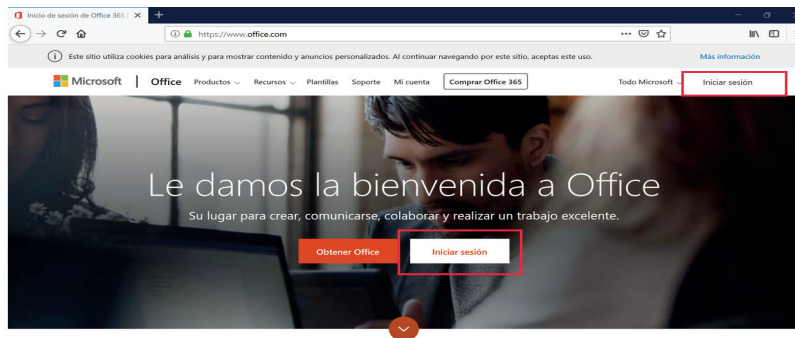 Inicio de sesión de Office 365 |
https://www.office.com
Este sitio utiliza cookies para análisis y para mostrar contenido y anuncios personalizados. Al continuar navegando por este sitio, aceptas este uso.
Más información
Microsoft | Office Productos Recursos Plantillas Soporte Mi cuenta Comprar Office 365 Todo Microsoft Iniciar sesión
Le damos la bienvenida a Office
Su lugar para crear, comunicarse, colaborar y realizar un trabajo excelente.
Obtener Office Iniciar sesión